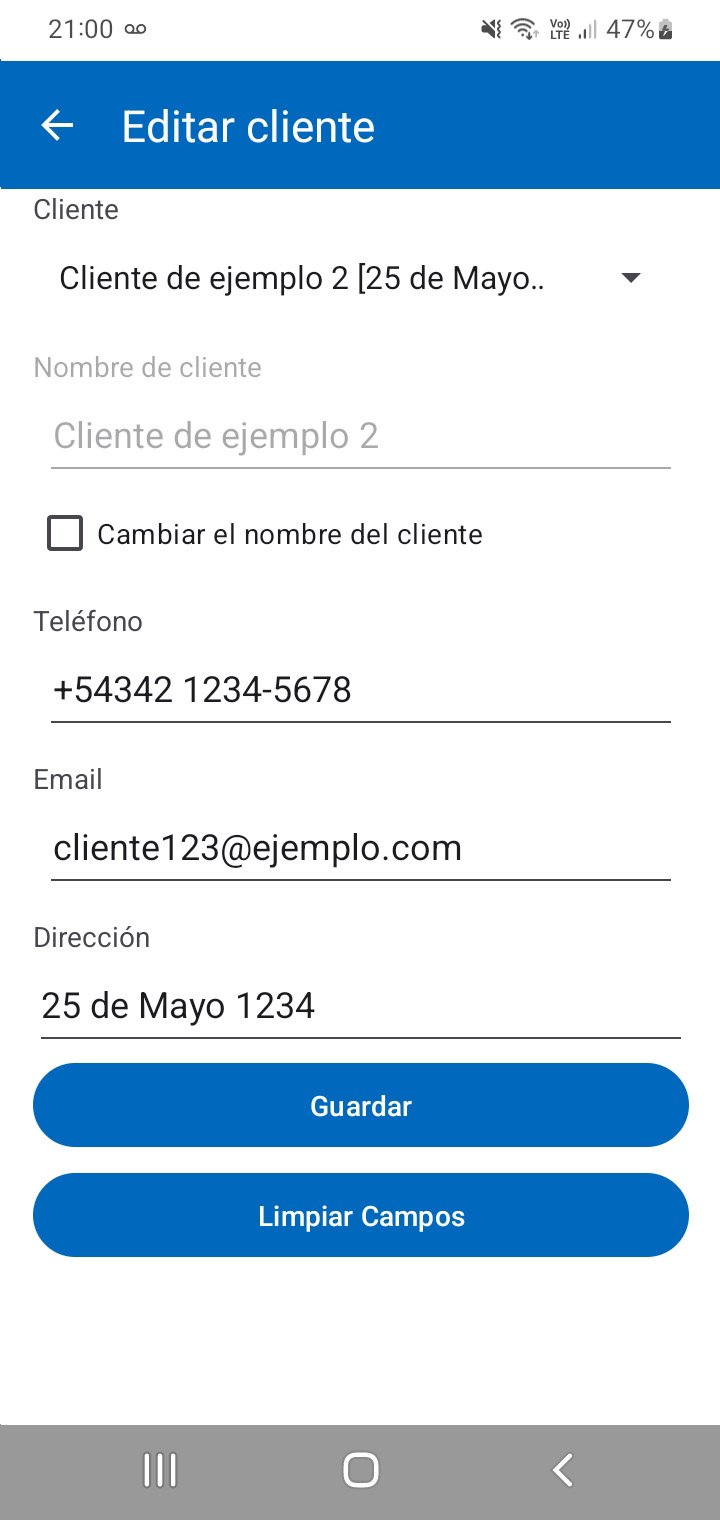 21:00
Vo)) LTE 47%
Editar cliente
Cliente
Cliente de ejemplo 2 [25 de Mayo..
Nombre de cliente
Cliente de ejemplo 2
Cambiar el nombre del cliente
Teléfono
+54342 1234-5678
Email
cliente123@ejemplo.com
Dirección
25 de Mayo 1234
Guardar
Limpiar Campos